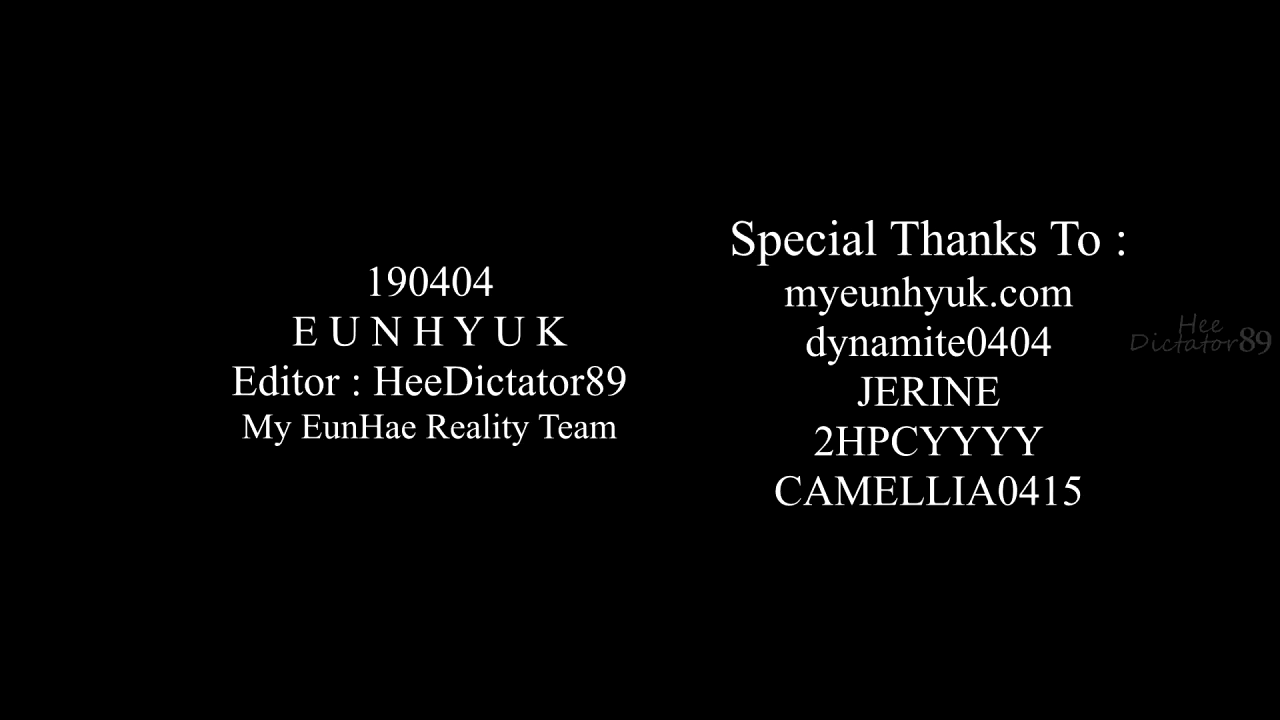 190404
E U N H Y U K
Editor : HeeDictator89
My EunHae Reality Team
Special Thanks To :
myeunhyuk.com
dynamite0404
JERINE
2HPCYYYY
CAMELLIA0415
Hee
Dictator89